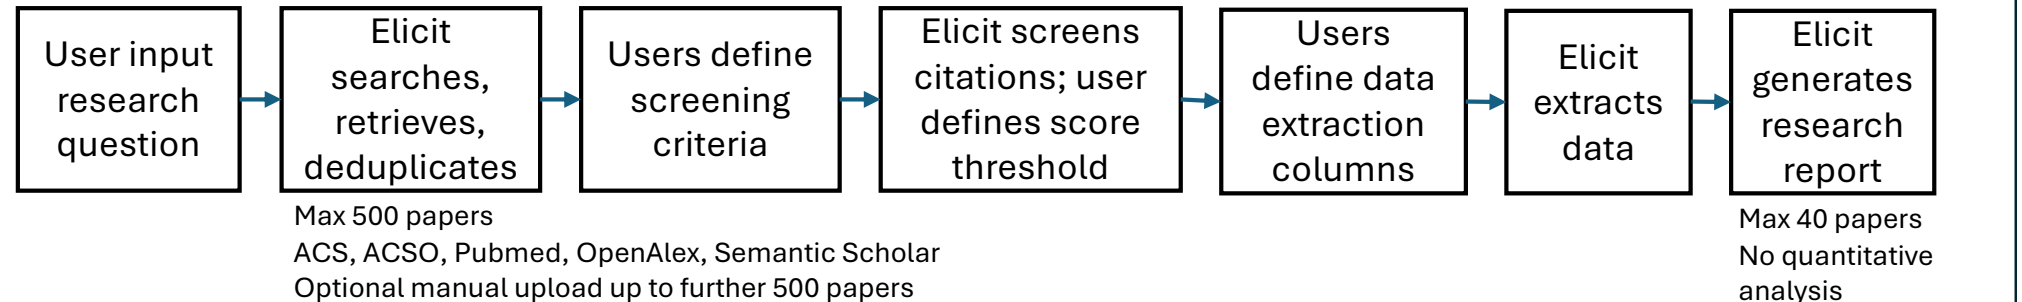 User input
research
question
Elicit
searches,
retrieves,
deduplicates
Users define
screening
criteria
Elicit screens
citations; user
defines score
threshold
Users
define data
extraction
columns
Elicit
extracts
data
Elicit
generates
research
report
Max 500 papers
ACS, ACSO, Pubmed, OpenAlex, Semantic Scholar
Optional manual upload up to further 500 papers
Max 40 papers
No quantitative
analysis